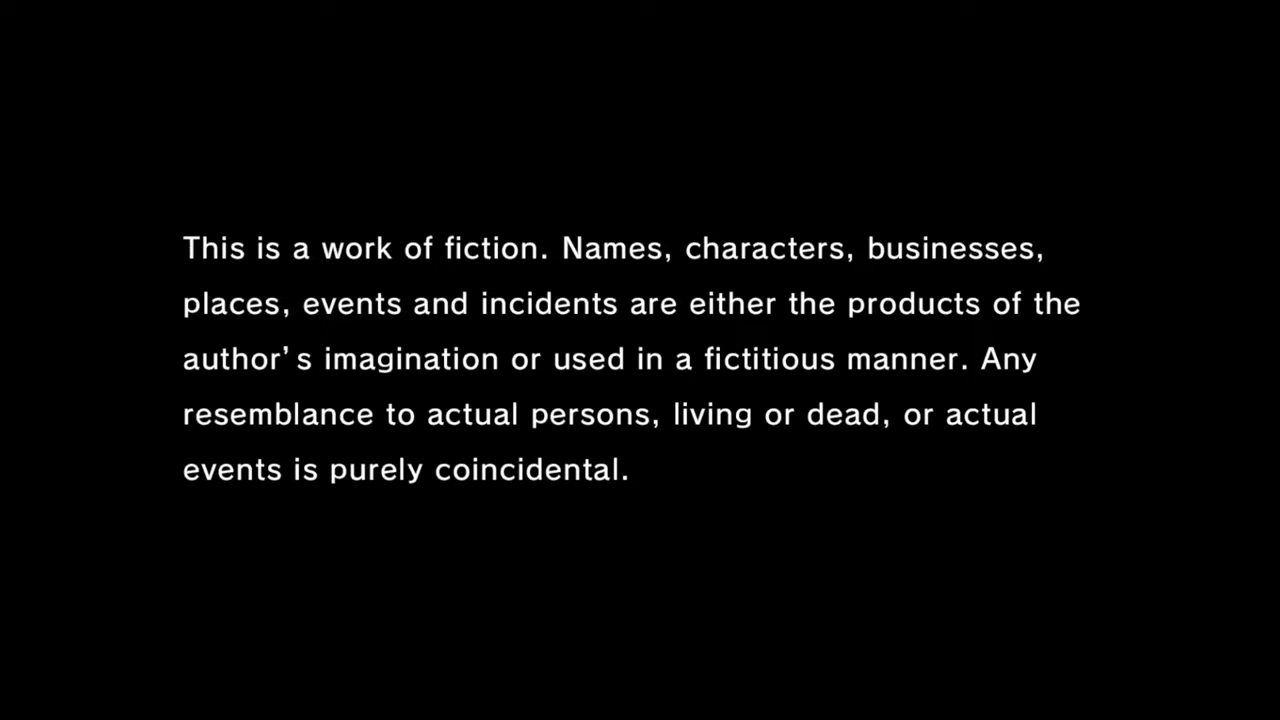 This is a work of fiction. Names, characters, businesses,
places, events and incidents are either the products of the
author’s imagination or used in a fictitious manner. Any
resemblance to actual persons, living or dead, or actual
events is purely coincidental.